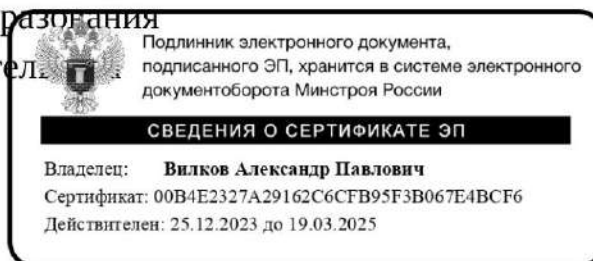 разования
Подлинник электронного документа,
подписанного ЭП, хранится в системе электронного
документооборота Минстроя России
СВЕДЕНИЯ О СЕРТИФИКАТЕ ЭП
Владелец: Вилков Александр Павлович
Сертификат: 00B4E2327A29162C6CFB95F3B067E4BCF6
Действителен: 25.12.2023 до 19.03.2025